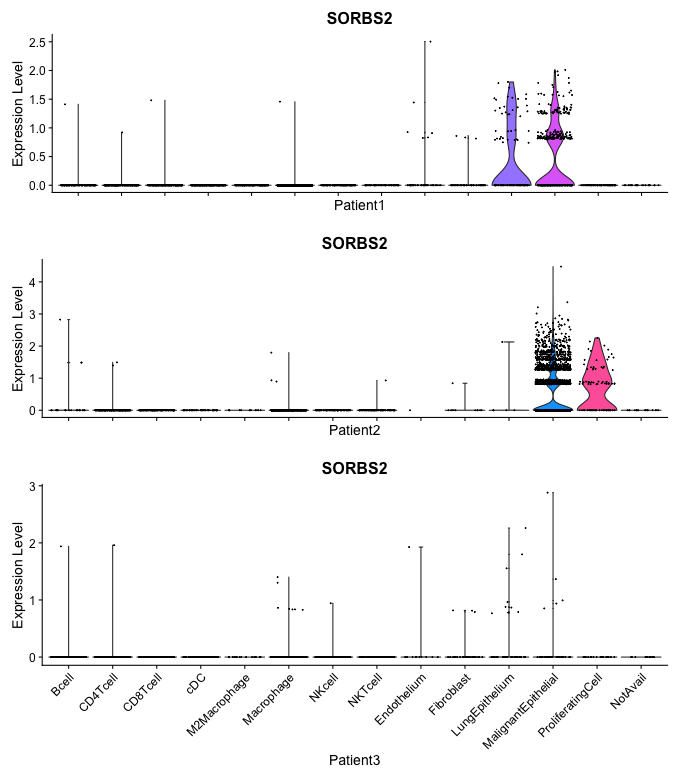 SORBS2
Expression Level
2.5
2.0
1.5
1.0
0.5
0.0
Patient1
SORBS2
Expression Level
4
3
2
1
0
Patient2
SORBS2
Expression Level
3
2
1
0
Bcell
CD4Tcell
CD8Tcell
cDC
M2Macrophage
Macrophage
NKcell
NKTcell
Endothelium
Fibroblast
LungEpithelium
MalignantEpithelial
ProliferatingCell
NotAvail
Patient3